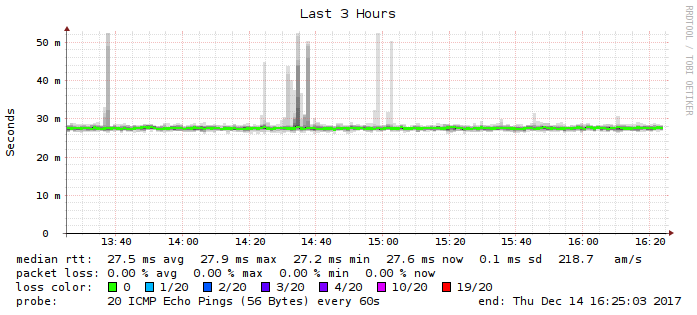 Last 3 Hours
RRDTOOL / TOBI OETIKER
Seconds
50 m
40 m
30 m
20 m
10 m
0
13:40 14:00 14:20 14:40 15:00 15:20 15:40 16:00 16:20
median rtt: 27.5 ms avg 27.9 ms max 27.2 ms min 27.6 ms now 0.1 ms sd 218.7 am/s
packet loss: 0.00 % avg 0.00 % max 0.00 % min 0.00 % now
loss color: 0 1/20 2/20 3/20 4/20 10/20 19/20
probe: 20 ICMP Echo Pings (56 Bytes) every 60s end: Thu Dec 14 16:25:03 2017